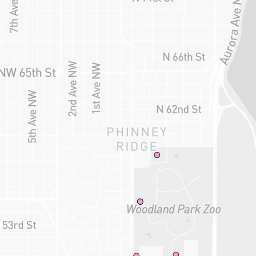 7th Ave NW
Aurora Ave N
N 66th St
NW 65th St
2nd Ave NW
1st Ave NW
5th Ave NW
N 62nd St
PHINNEY
RIDGE
Woodland Park Zoo
53rd St